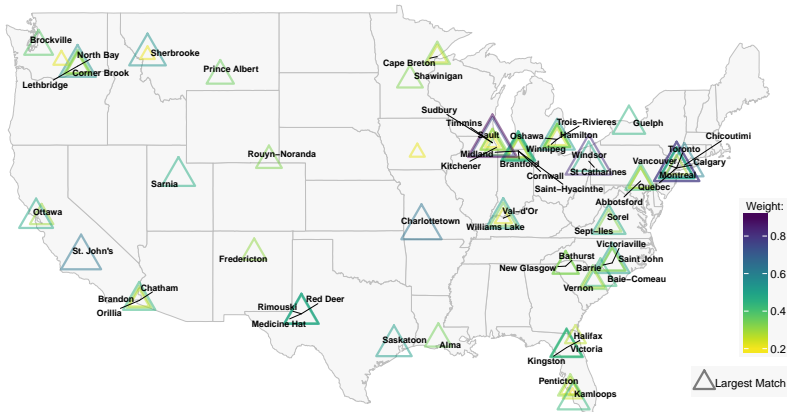 Brockville
North Bay
Corner Brook
Lethbridge
Sherbrooke
Prince Albert
Cape Breton
Shawinigan
Sudbury
Timmins
Sault
Midland
Kitchener
Oshawa
Winnipeg
Brantford
Cornwall
Saint−Hyacinthe
Trois−Rivieres
Hamilton
Guelph
Windsor
St Catharines
Chicoutimi
Toronto
Vancouver
Calgary
Montreal
Abbotsford
Quebec
Rouyn−Noranda
Sarnia
Ottawa
St. John's
Charlottetown
Val−d'Or
Williams Lake
Sorel
Sept−Iles
Victoriaville
Bathurst
New Glasgow
Barrie
Saint John
Baie−Comeau
Vernon
Fredericton
Chatham
Brandon
Orillia
Rimouski
Red Deer
Medicine Hat
Saskatoon
Alma
Halifax
Victoria
Kingston
Penticton
Kamloops
Weight:
0.8
0.6
0.4
0.2
Largest Match